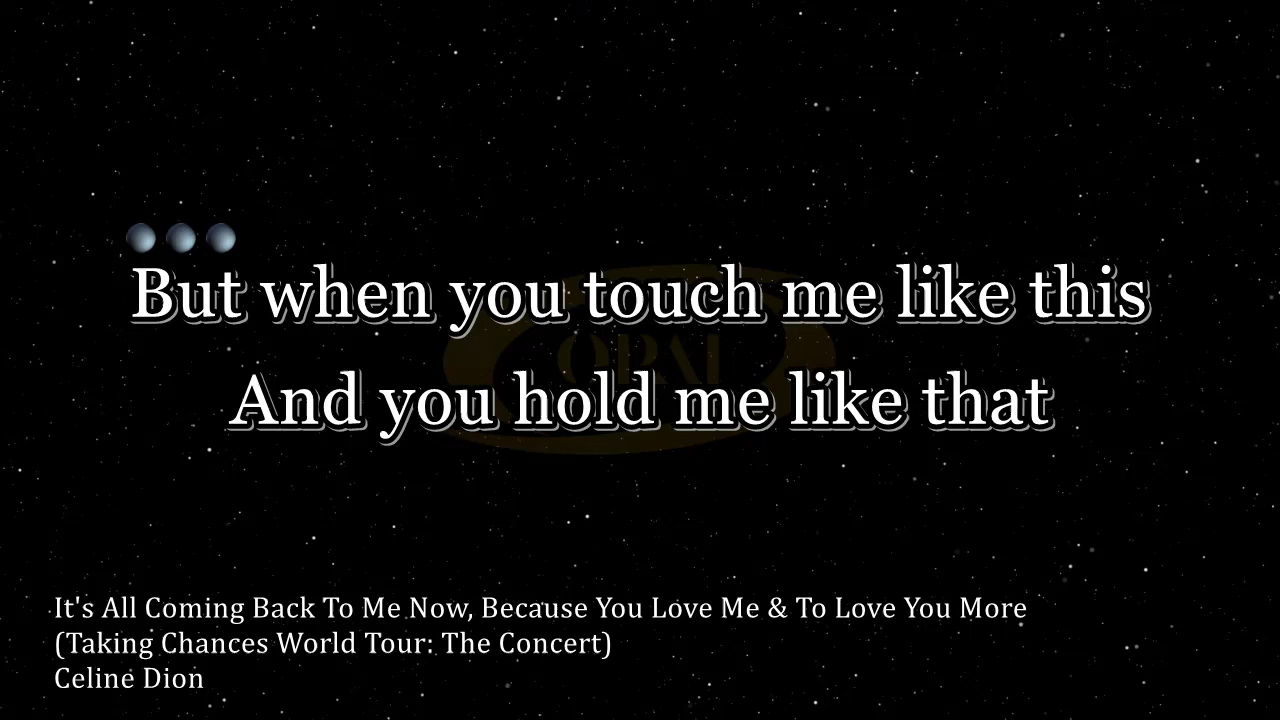 But when you touch me like this
And you hold me like that
It's All Coming Back To Me Now, Because You Love Me & To Love You More
(Taking Chances World Tour: The Concert)
Celine Dion